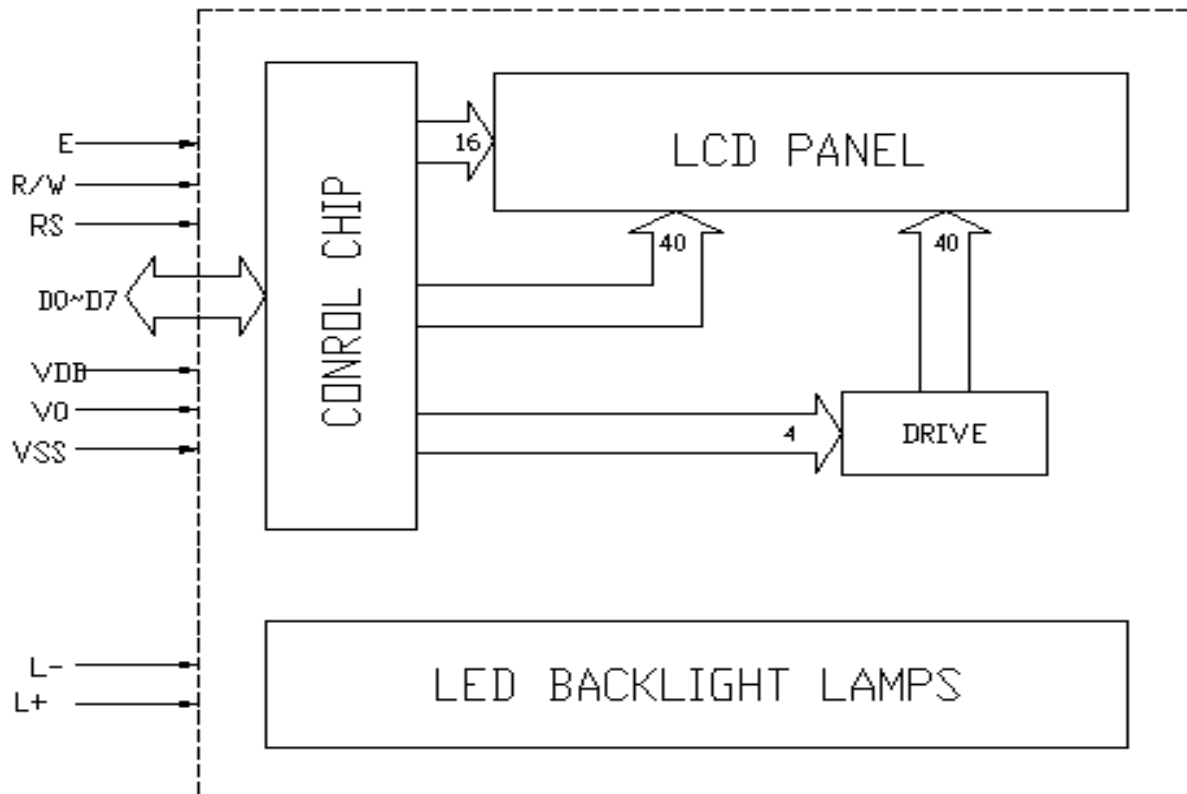 E
R/W
RS
D0~D7
VDB
V0
VSS
L-
L+
CONROL CHIP
16
LCD PANEL
40
40
4
DRIVE
LED BACKLIGHT LAMPS